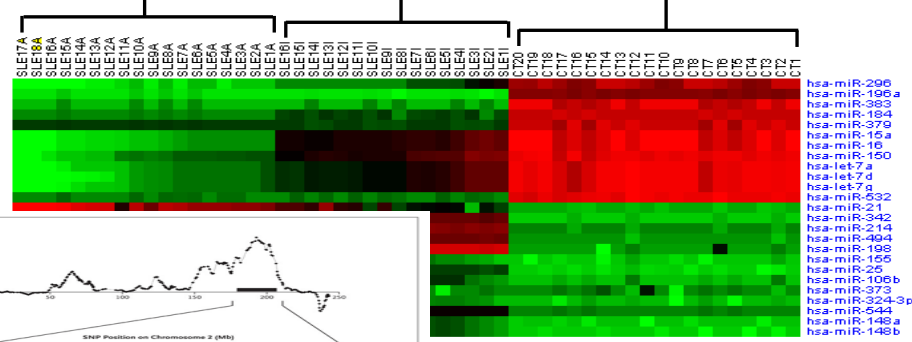 SLE17A
SLE18A
SLE16A
SLE15A
SLE14A
SLE13A
SLE12A
SLE11A
SLE10A
SLE9A
SLE8A
SLE7A
SLE6A
SLE5A
SLE4A
SLE3A
SLE2A
SLE1A
SLE16I
SLE15I
SLE14I
SLE13I
SLE12I
SLE11I
SLE10I
SLE9I
SLE8I
SLE7I
SLE6I
SLE5I
SLE4I
SLE3I
SLE2I
SLE1I
CT20
CT19
CT18
CT17
CT16
CT15
CT14
CT13
CT12
CT11
CT10
CT9
CT8
CT7
CT6
CT5
CT4
CT3
CT2
CT1
hsa-miR-296
hsa-miR-196a
hsa-miR-383
hsa-miR-184
hsa-miR-379
hsa-miR-15a
hsa-miR-16
hsa-miR-150
hsa-let-7a
hsa-let-7d
hsa-let-7g
hsa-miR-532
hsa-miR-21
hsa-miR-342
hsa-miR-214
hsa-miR-494
hsa-miR-198
hsa-miR-155
hsa-miR-25
hsa-miR-106b
hsa-miR-373
hsa-miR-324-3p
hsa-miR-544
hsa-miR-148a
hsa-miR-148b
50 100 150 200 250
SNP Position on Chromosome 2 (Mb)